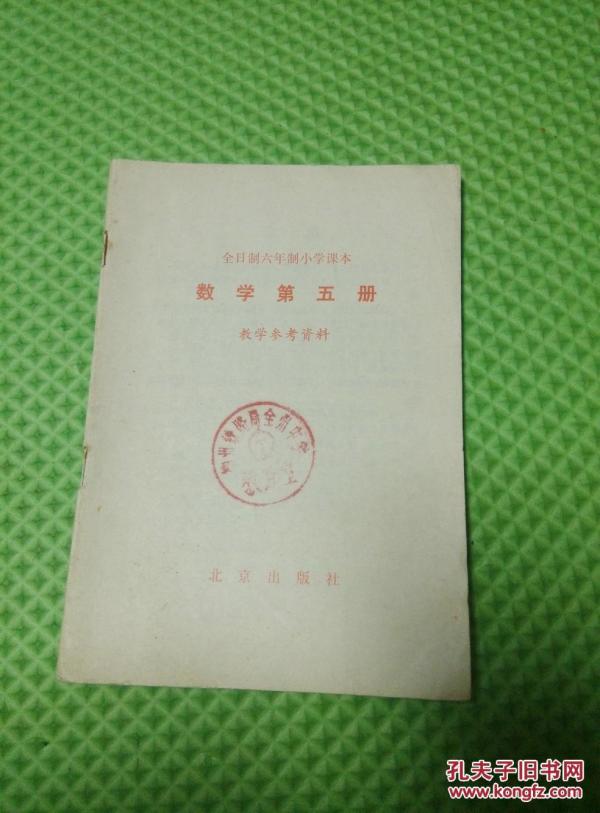 全日制六年制小学课本
数学第五册
教学参考资料
北京出版社
孔夫子旧书网
www.kongfz.com